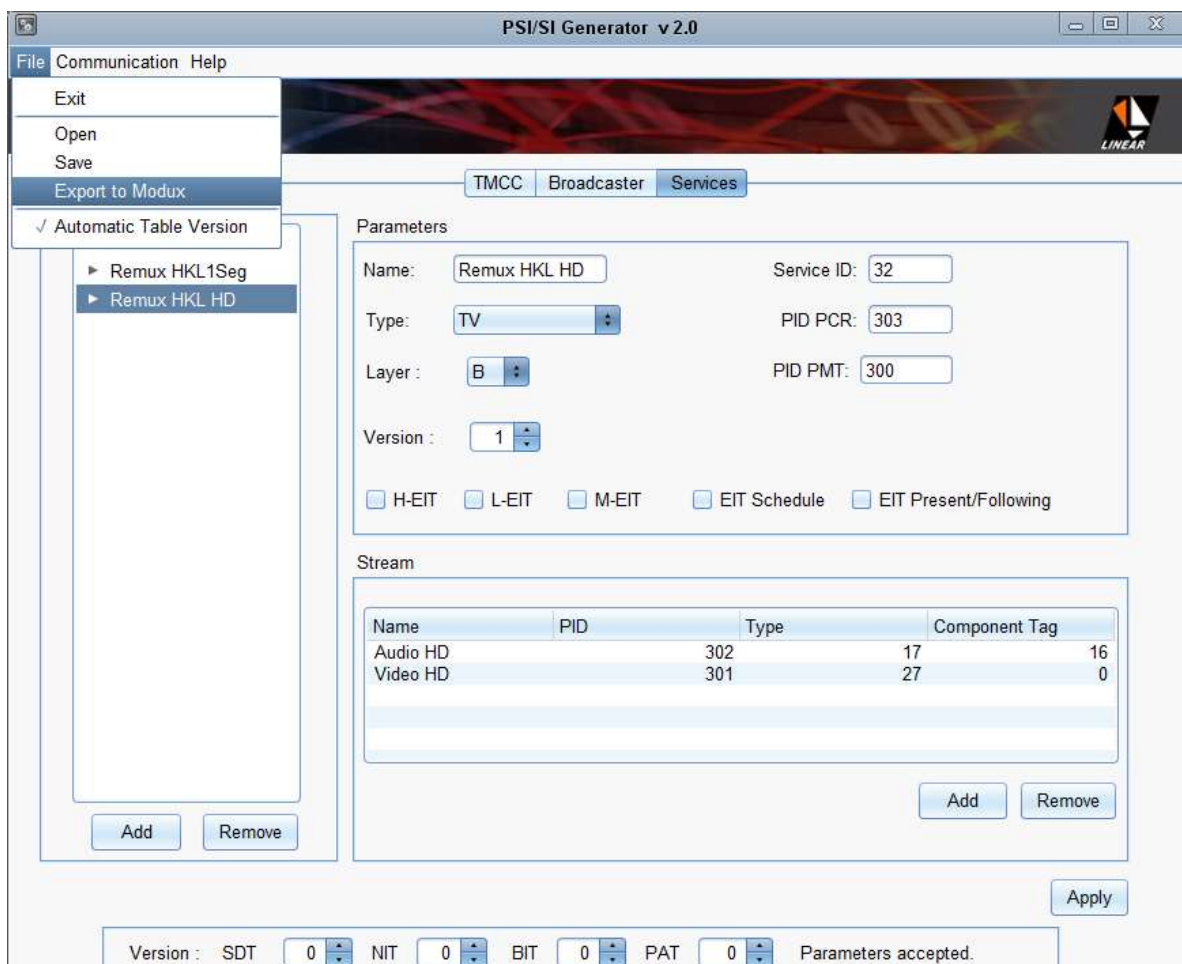 PSI/SI Generator v 2.0
File Communication Help
Exit
Open
Save
Export to Modux
✓ Automatic Table Version
LINEAR
TMCC Broadcaster Services
Remux HKL1Seg
Remux HKL HD
Add Remove
Parameters
Name: Remux HKL HD Service ID: 32
Type: TV PID PCR: 303
Layer : B PID PMT: 300
Version : 1
H-EIT L-EIT M-EIT EIT Schedule EIT Present/Following
Stream
Name PID Type Component Tag
Audio HD 302 17 16
Video HD 301 27 0
Add Remove
Apply
Version : SDT 0 NIT 0 BIT 0 PAT 0 Parameters accepted.